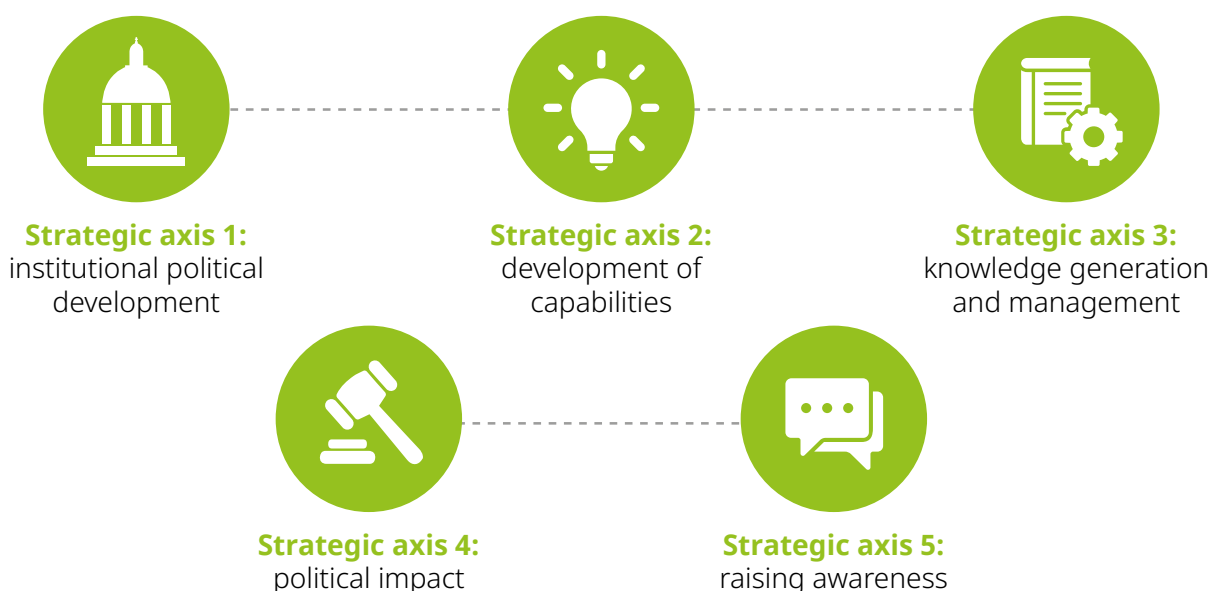 Strategic axis 1:
institutional political
development
Strategic axis 2:
development of
capabilities
Strategic axis 3:
knowledge generation
and management
Strategic axis 4:
political impact
Strategic axis 5:
raising awareness